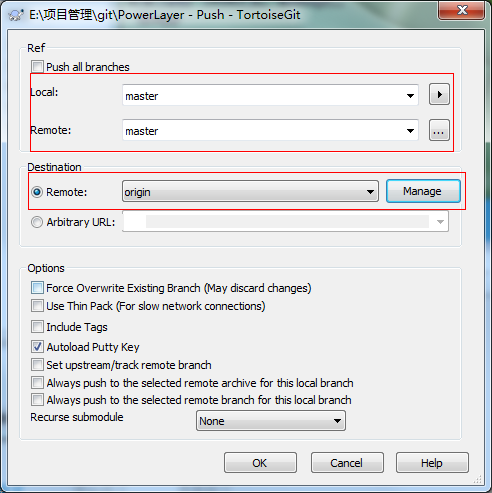 E:\项目管理\git\PowerLayer - Push - TortoiseGit
Ref
Push all branches
Local:
master
Remote:
master
...
Destination
Remote:
origin
Manage
Arbitrary URL:
Options
Force Overwrite Existing Branch (May discard changes)
Use Thin Pack (For slow network connections)
Include Tags
Autoload Putty Key
Set upstream/track remote branch
Always push to the selected remote archive for this local branch
Always push to the selected remote branch for this local branch
Recurse submodule
None
OK
Cancel
Help